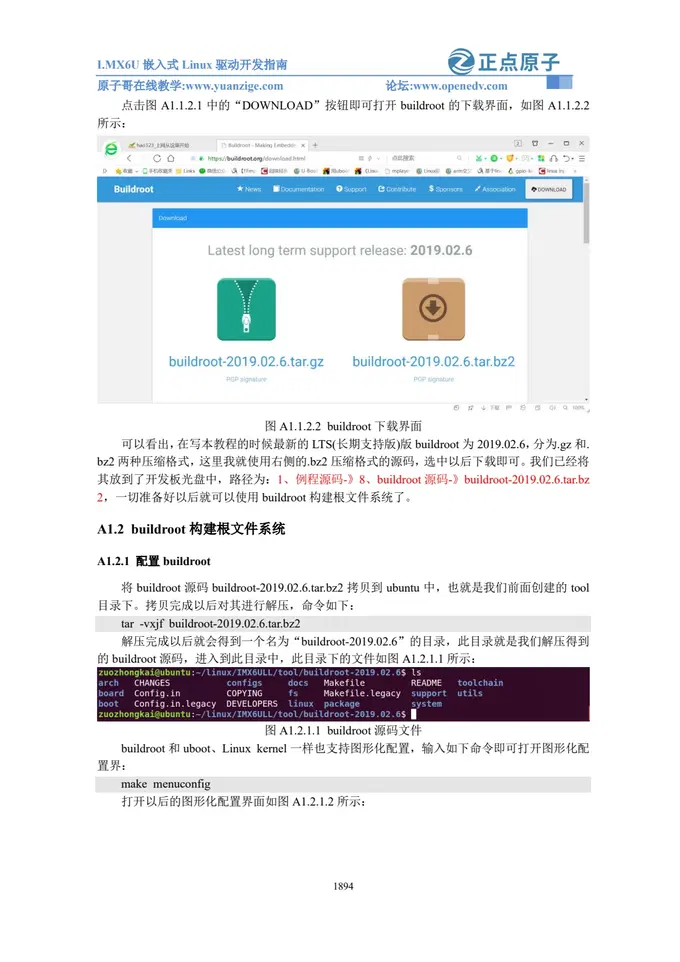 I.MX6U 嵌入式 Linux 驱动开发指南
正点原子
原子哥在线教学:www.yuanzige.com 论坛:www.openedv.com
点击图 A1.1.2.1 中的“DOWNLOAD”按钮即可打开 buildroot 的下载界面，如图 A1.1.2.2
所示：
Buildroot - Making Embedded
https://buildroot.org/download.html 点此搜索
Buildroot News Documentation Support Contribute Sponsors Association DOWNLOAD
Download
Latest long term support release: 2019.02.6
buildroot-2019.02.6.tar.gz buildroot-2019.02.6.tar.bz2
PGP signature PGP signature
图 A1.1.2.2 buildroot 下载界面
可以看出，在写本教程的时候最新的 LTS(长期支持版)版 buildroot 为 2019.02.6，分为.gz 和.
bz2 两种压缩格式，这里我就使用右侧的.bz2 压缩格式的源码，选中以后下载即可。我们已经将
其放到了开发板光盘中，路径为：1、例程源码-》8、buildroot 源码-》buildroot-2019.02.6.tar.bz
2，一切准备好以后就可以使用 buildroot 构建根文件系统了。
A1.2 buildroot 构建根文件系统
A1.2.1 配置 buildroot
将 buildroot 源码 buildroot-2019.02.6.tar.bz2 拷贝到 ubuntu 中，也就是我们前面创建的 tool
目录下。拷贝完成以后对其进行解压，命令如下：
tar -vxjf buildroot-2019.02.6.tar.bz2
解压完成以后就会得到一个名为“buildroot-2019.02.6”的目录，此目录就是我们解压得到
的 buildroot 源码，进入到此目录中，此目录下的文件如图 A1.2.1.1 所示：
zuozhongkai@ubuntu:~/linux/IMX6ULL/tool/buildroot-2019.02.6$ ls
arch CHANGES configs docs Makefile README toolchain
board Config.in COPYING fs Makefile.legacy support utils
boot Config.in.legacy DEVELOPERS linux package system
zuozhongkai@ubuntu:~/linux/IMX6ULL/tool/buildroot-2019.02.6$
图 A1.2.1.1 buildroot 源码文件
buildroot 和 uboot、Linux kernel 一样也支持图形化配置，输入如下命令即可打开图形化配
置界：
make menuconfig
打开以后的图形化配置界面如图 A1.2.1.2 所示：
1894